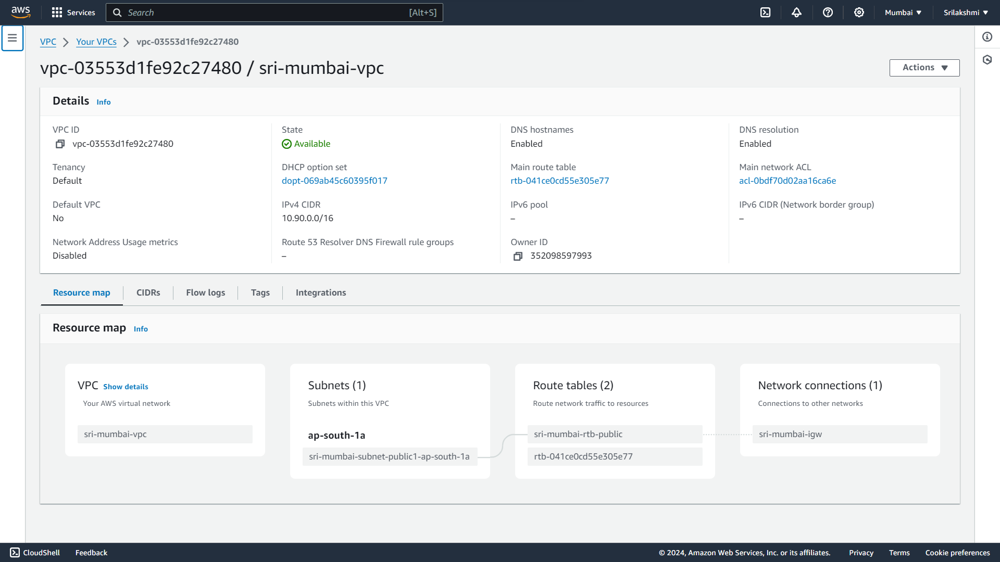 aws
Services
Search
[Alt+S]
Mumbai
Srilakshmi
VPC
Your VPCs
vpc-03553d1fe92c27480
vpc-03553d1fe92c27480 / sri-mumbai-vpc
Actions
Details
Info
VPC ID
vpc-03553d1fe92c27480
State
Available
DNS hostnames
Enabled
DNS resolution
Enabled
Tenancy
Default
DHCP option set
dopt-069ab45c60395f017
Main route table
rtb-041ce0cd55e305e77
Main network ACL
acl-0bdf70d02aa16ca6e
Default VPC
No
IPv4 CIDR
10.90.0.0/16
IPv6 pool
–
IPv6 CIDR (Network border group)
–
Network Address Usage metrics
Disabled
Route 53 Resolver DNS Firewall rule groups
–
Owner ID
352098597993
Resource map
CIDRs
Flow logs
Tags
Integrations
Resource map
Info
VPC
Show details
Your AWS virtual network
sri-mumbai-vpc
Subnets (1)
Subnets within this VPC
ap-south-1a
sri-mumbai-subnet-public1-ap-south-1a
Route tables (2)
Route network traffic to resources
sri-mumbai-rtb-public
rtb-041ce0cd55e305e77
Network connections (1)
Connections to other networks
sri-mumbai-igw
CloudShell
Feedback
© 2024, Amazon Web Services, Inc. or its affiliates.
Privacy
Terms
Cookie preferences